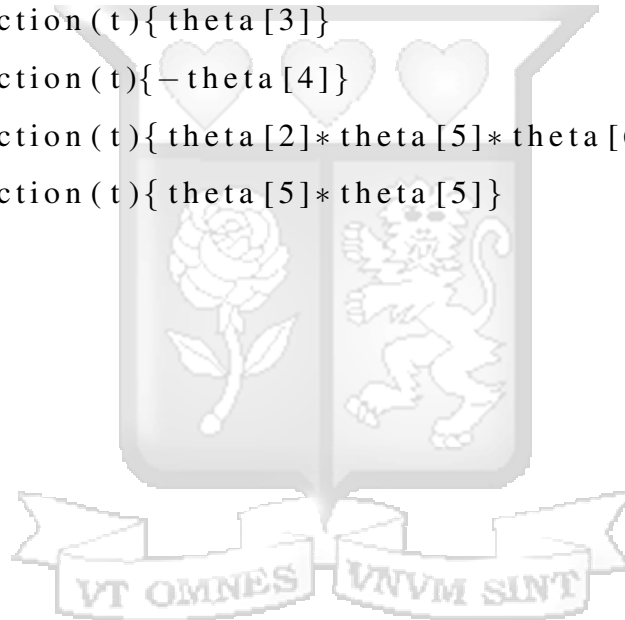 ction(t){theta[3]}
ction(t){−theta[4]}
ction(t){theta[2]*theta[5]*theta[
ction(t){theta[5]*theta[5]}
VT OMNES VNVM SINT